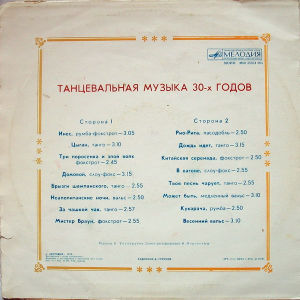 МЕЛОДИЯ
ТАНЦЕВАЛЬНАЯ МУЗЫКА 30-х ГОДОВ
Сторона 1
Инес, румба-фокстрот — 3.05
Цыган, танго — 3.10
Три поросенка и злой волк
фокстрот — 2.45
Домовой, слоу-фокс — 3.15
Брызги шампанского, танго — 2.55
Неаполитанские ночи, вальс — 2.50
За чашкой чая, танго — 2.57
Мистер Браун, фокстрот — 2.55
Сторона 2
Рио-Рита, пасодобль — 2.50
Дождь идет, танго — 3.15
Китайская серенада, фокстрот — 2.50
В вагоне, слоу-фокс — 2.55
Твоя песнь чарует, танго — 2.55
Может быть, медленный вальс — 3.10
Кукарача, румба — 2.50
Весенний вальс — 3.10